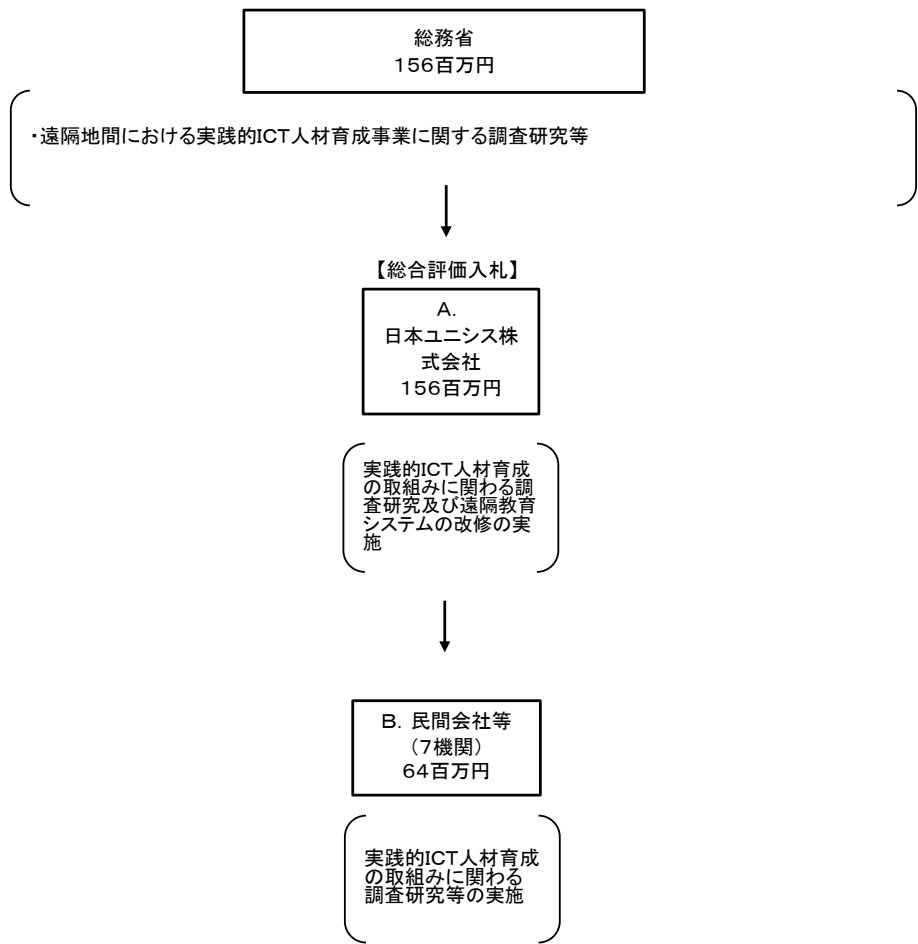 総務省
156百万円
・遠隔地間における実践的ICT人材育成事業に関する調査研究等
【総合評価入札】
A.
日本ユニシス株
式会社
156百万円
実践的ICT人材育成
の取組みに関わる調
査研究及び遠隔教育
システムの改修の実
施
B．民間会社等
（7機関）
64百万円
実践的ICT人材育成
の取組みに関わる
調査研究等の実施